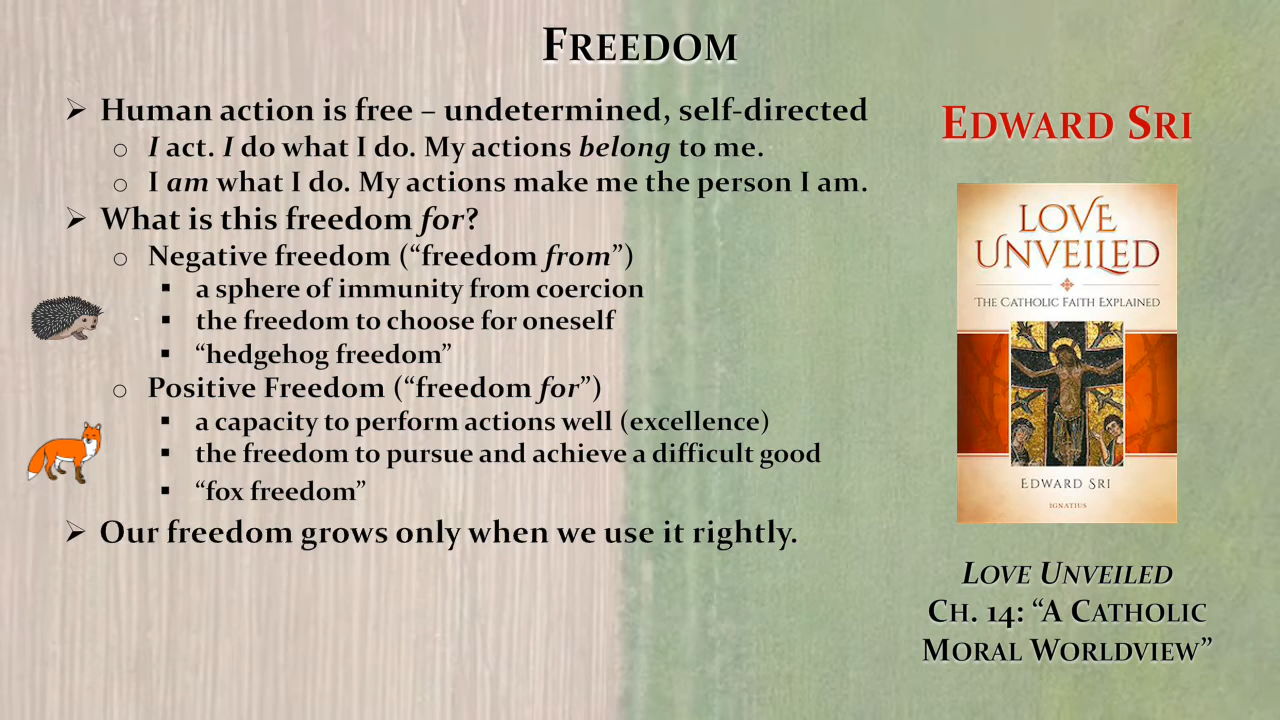 FREEDOM
➢ Human action is free – undetermined, self-directed
o I act. I do what I do. My actions belong to me.
o I am what I do. My actions make me the person I am.
➢ What is this freedom for?
o Negative freedom (“freedom from”)
▪ a sphere of immunity from coercion
▪ the freedom to choose for oneself
▪ “hedgehog freedom”
o Positive Freedom (“freedom for”)
▪ a capacity to perform actions well (excellence)
▪ the freedom to pursue and achieve a difficult good
▪ “fox freedom”
➢ Our freedom grows only when we use it rightly.
EDWARD SRI
LOVE
UNVEILED
THE CATHOLIC FAITH EXPLAINED
EDWARD SRI
IGNATIUS
LOVE UNVEILED
CH. 14: “A CATHOLIC
MORAL WORLDVIEW”